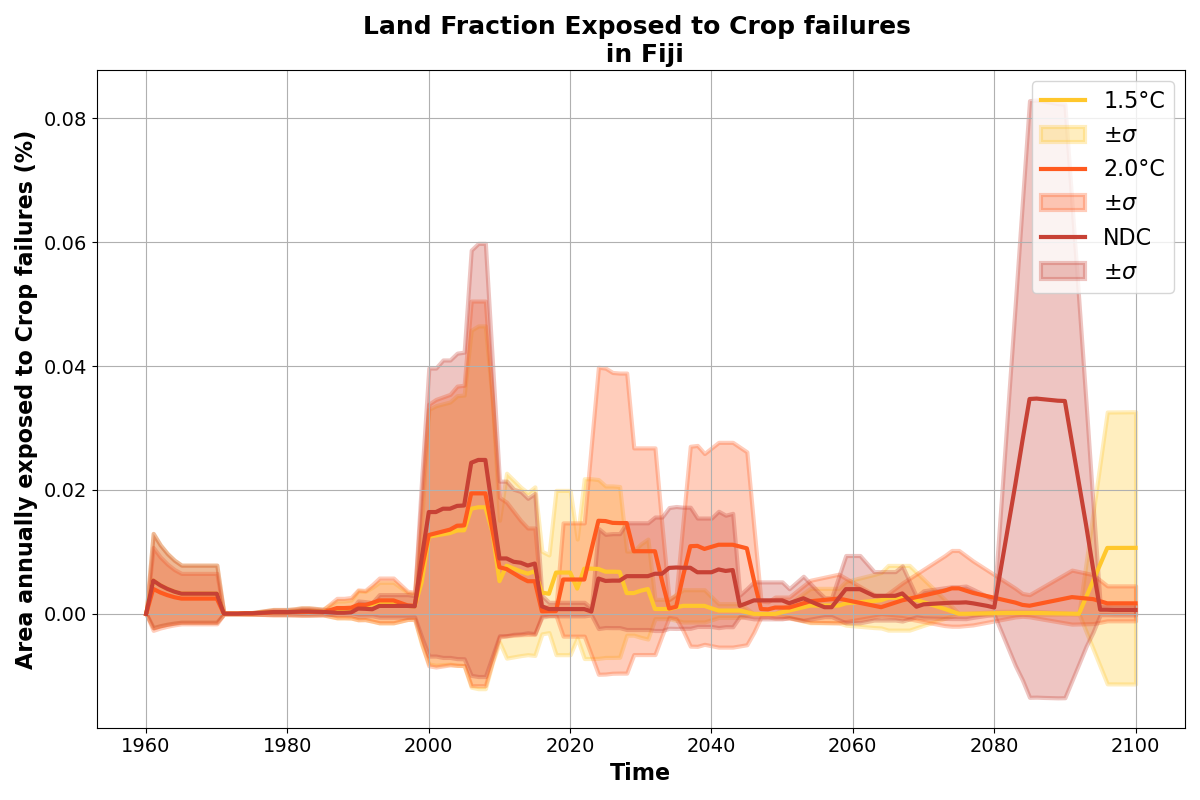 Land Fraction Exposed to Crop failures
in Fiji
Area annually exposed to Crop failures (%)
0.08
0.06
0.04
0.02
0.00
1960
1980
2000
2020
2040
2060
2080
2100
Time
1.5°C
±σ
2.0°C
±σ
NDC
±σ